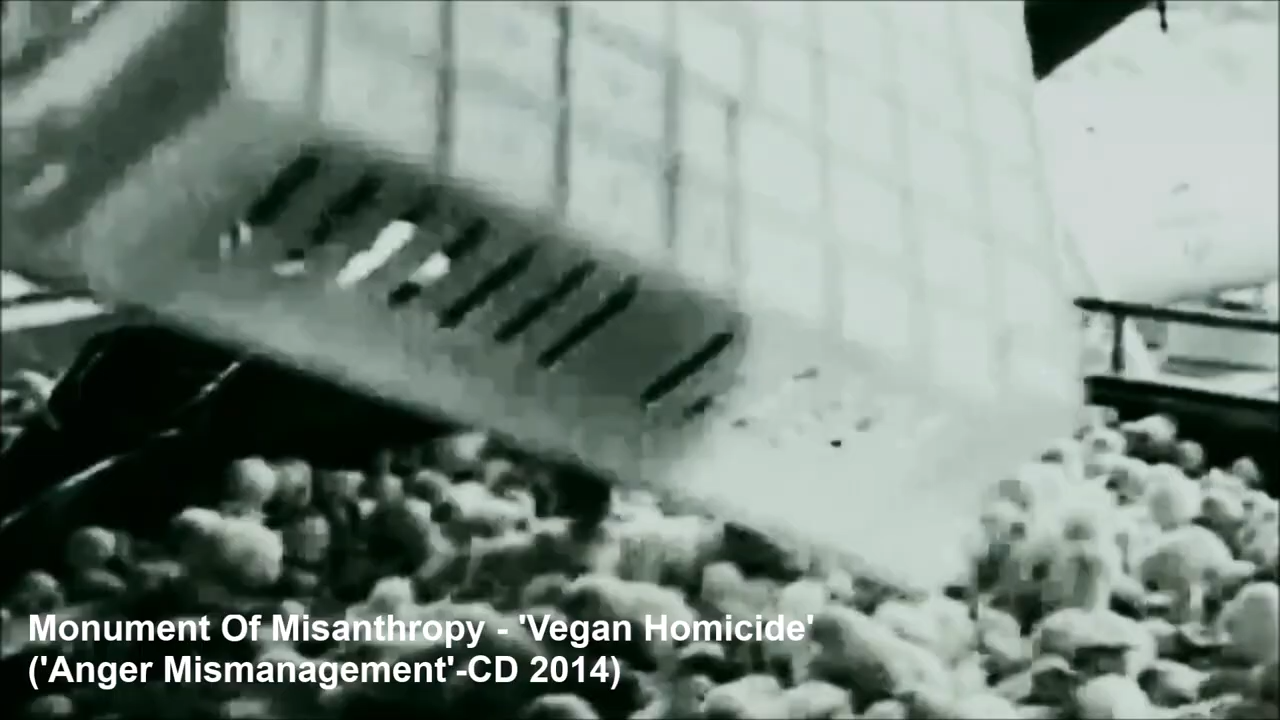 Monument Of Misanthropy - 'Vegan Homicide'
('Anger Mismanagement'-CD 2014)